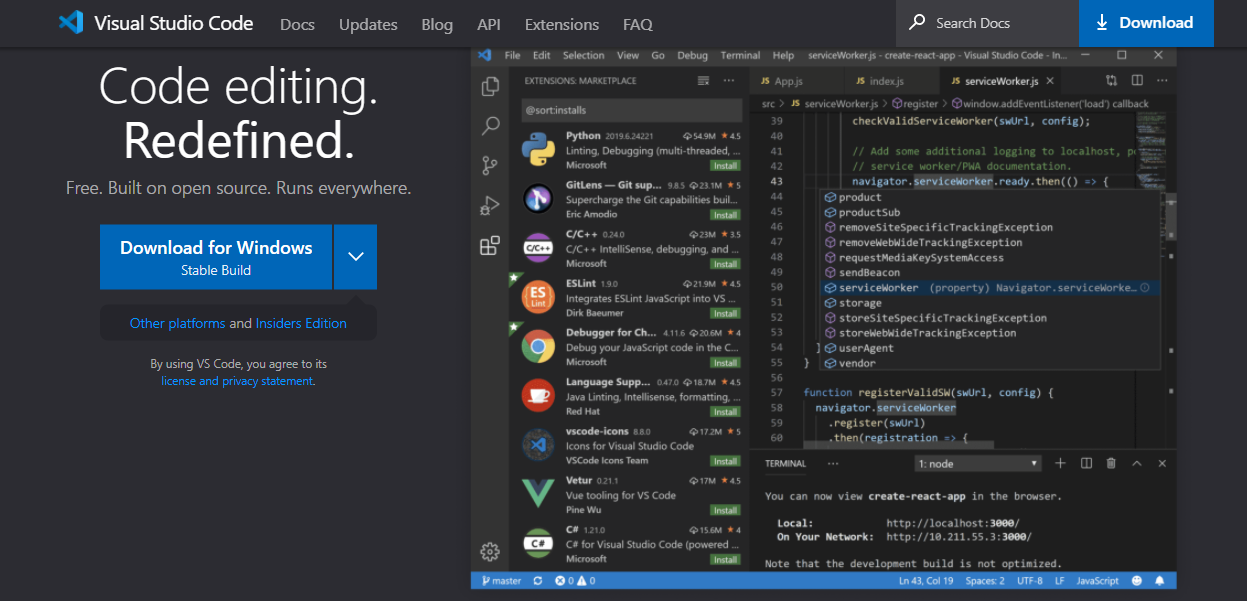 Visual Studio Code Docs Updates Blog API Extensions FAQ Search Docs Download
Code editing.
Redefined.
Free. Built on open source. Runs everywhere.
Download for Windows
Stable Build
Other platforms and Insiders Edition
By using VS Code, you agree to its
license and privacy statement.
File Edit Selection View Go Debug Terminal Help serviceWorker.js - create-react-app - Visual Studio Code - In...
EXTENSIONS: MARKETPLACE
@sort:installs
Python 2019.6.24221 54.9M 4.5
Linting, Debugging (multi-threaded, ...
Microsoft Install
GitLens — Git sup... 9.8.5 23.1M 5
Supercharge the Git capabilities buil...
Eric Amodio Install
C/C++ 0.24.0 23M 3.5
C/C++ IntelliSense, debugging, and ...
Microsoft Install
ESLint 1.9.0 21.9M 4.5
Integrates ESLint JavaScript into VS ...
Dirk Baeumer Install
Debugger for Ch... 4.11.6 20.6M 4
Debug your JavaScript code in the C...
Microsoft Install
Language Supp... 0.47.0 18.7M 4.5
Java Linting, Intellisense, formatting, ...
Red Hat Install
vscode-icons 8.8.0 17.2M 5
Icons for Visual Studio Code
VSCode Icons Team Install
Vetur 0.21.1 17M 4.5
Vue tooling for VS Code
Pine Wu Install
C# 1.21.0 15.6M 4
C# for Visual Studio Code (powered ...
Microsoft Install
JS App.js JS index.js JS serviceWorker.js
src > JS serviceWorker.js > register > window.addEventListener('load') callback
39 checkValidServiceWorker(swUrl, config);
40
41 // Add some additional logging to localhost, po
42 // service worker/PWA documentation.
43 navigator.serviceWorker.ready.then(() => {
44 product
45 productSub
46 removeSiteSpecificTrackingException
47 removeWebWideTrackingException
48 requestMediaKeySystemAccess
49 sendBeacon
50 serviceWorker (property) Navigator.serviceWorke...
51 storage
52 storeSiteSpecificTrackingException
53 storeWebWideTrackingException
54 } userAgent
55 } vendor
56
57 function registerValidSW(swUrl, config) {
58 navigator.serviceWorker
59 .register(swUrl)
60 .then(registration => {
TERMINAL ... 1: node
You can now view create-react-app in the browser.
Local: http://localhost:3000/
On Your Network: http://10.211.55.3:3000/
Note that the development build is not optimized.
master 0 0 Ln 43, Col 19 Spaces: 2 UTF-8 LF JavaScript